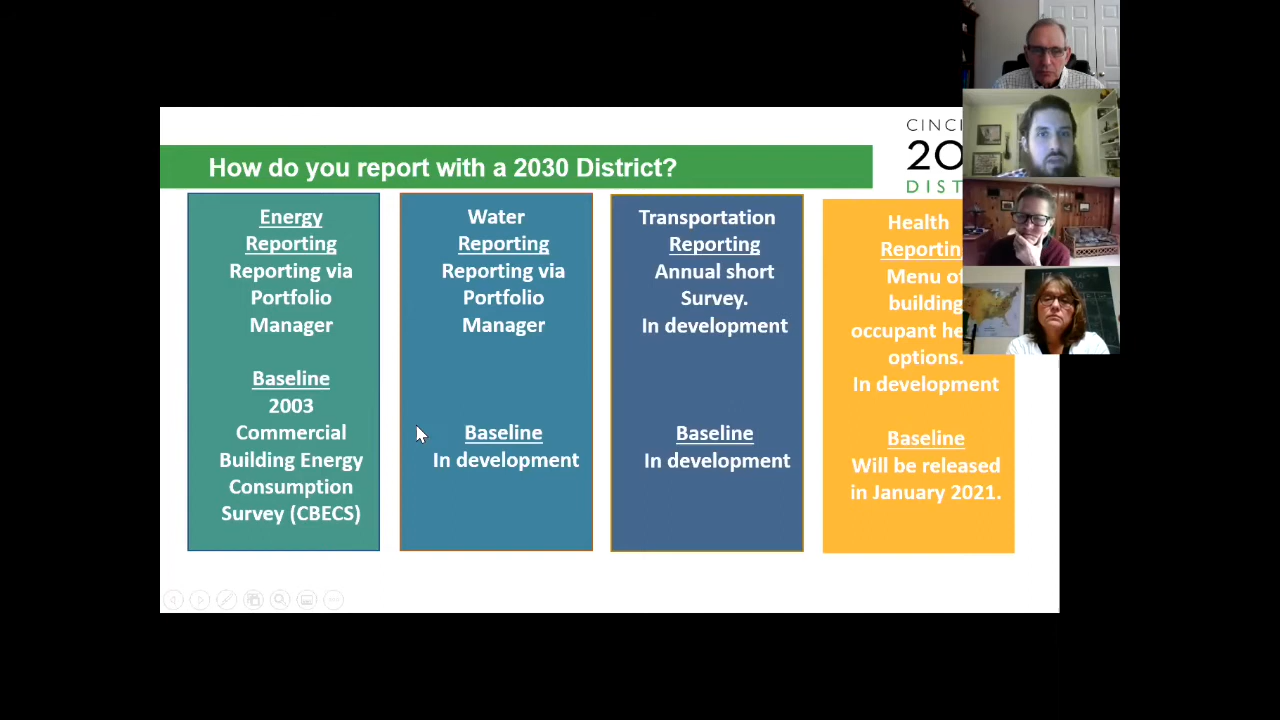 How do you report with a 2030 District?
Energy
Reporting
Reporting via
Portfolio
Manager
Baseline
2003
Commercial
Building Energy
Consumption
Survey (CBECS)
Water
Reporting
Reporting via
Portfolio
Manager
Baseline
In development
Transportation
Reporting
Annual short
Survey.
In development
Baseline
In development
Health
Reportin
Menu of
building
occupant he
options.
In development
Baseline
Will be released
in January 2021.
CINCI
20
DIST